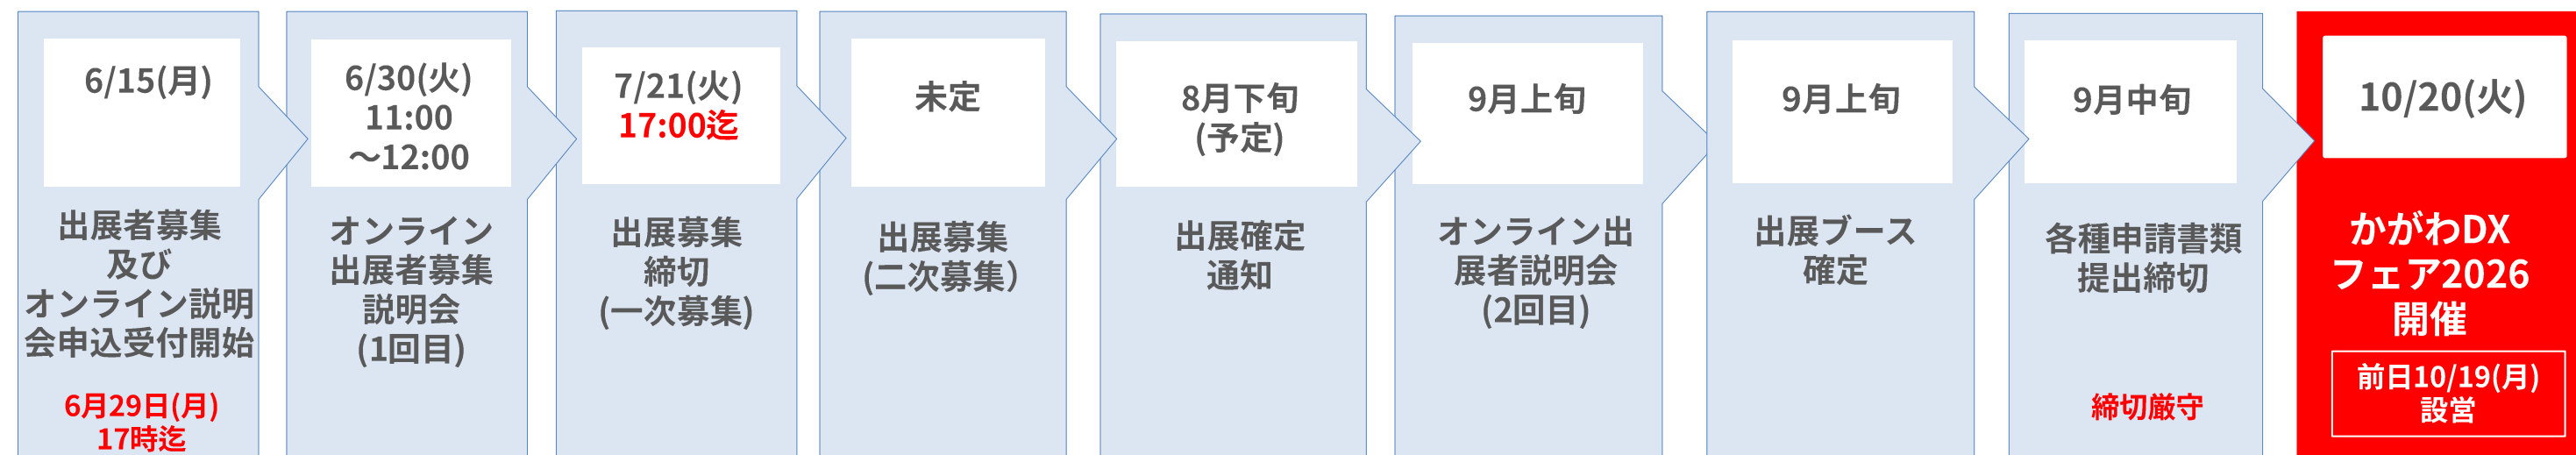 6/15(月)
出展者募集
及び
オンライン説明
会申込受付開始
6月29日(月)
17時迄
6/30(火)
11:00
～12:00
オンライン
出展者募集
説明会
(1回目)
7/21(火)
17:00迄
出展募集
締切
(一次募集)
未定
出展募集
(二次募集）
8月下旬
(予定)
出展確定
通知
9月上旬
オンライン出
展者説明会
(2回目)
9月上旬
出展ブース
確定
9月中旬
各種申請書類
提出締切
締切厳守
10/20(火)
かがわDX
フェア2026
開催
前日10/19(月)
設営